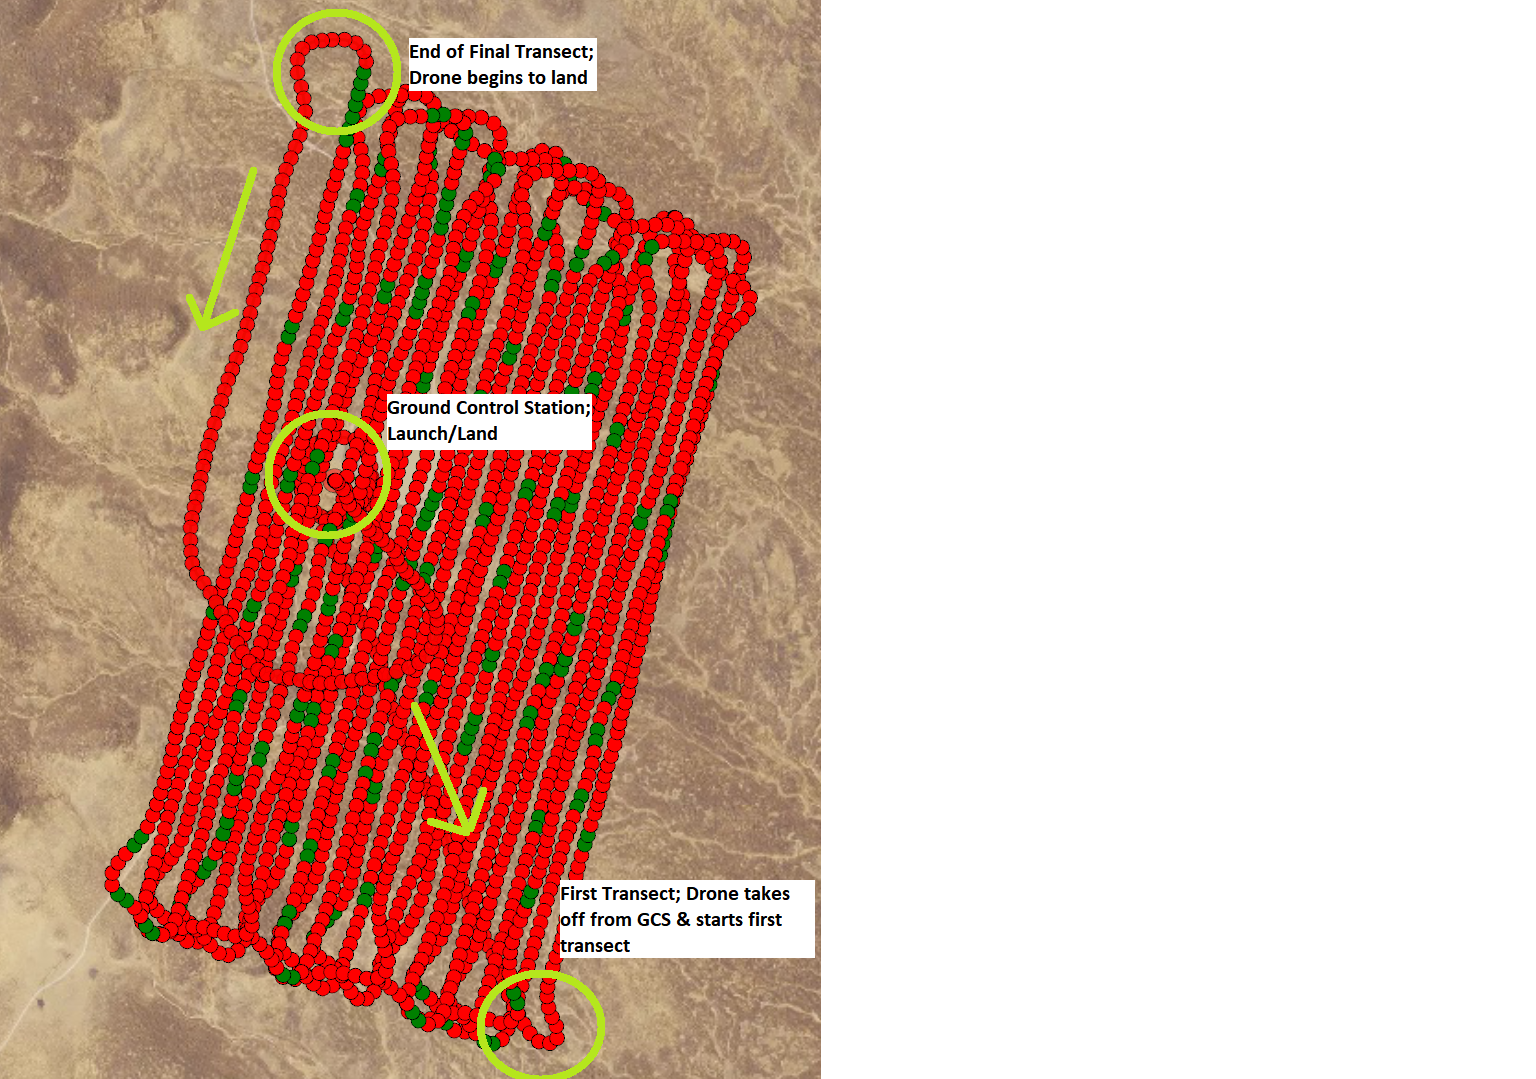 End of Final Transect;
Drone begins to land
Ground Control Station;
Launch/Land
First Transect; Drone takes
off from GCS & starts first
transect